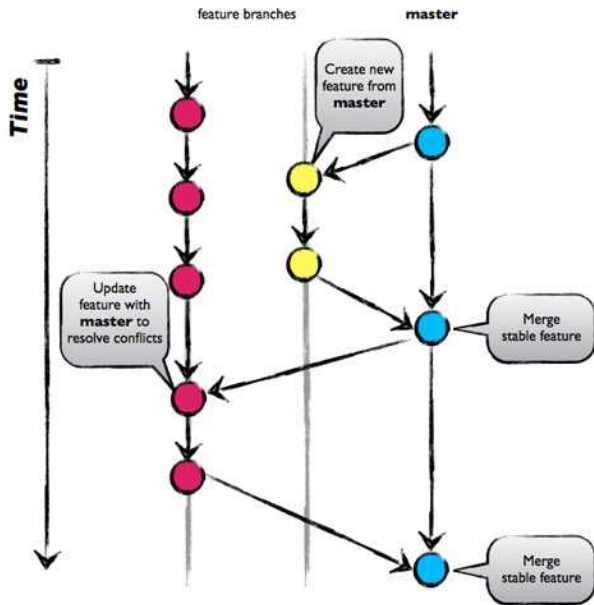 feature branches
master
Time
Create new
feature from
master
Update
feature with
master to
resolve conflicts
Merge
stable feature
Merge
stable feature